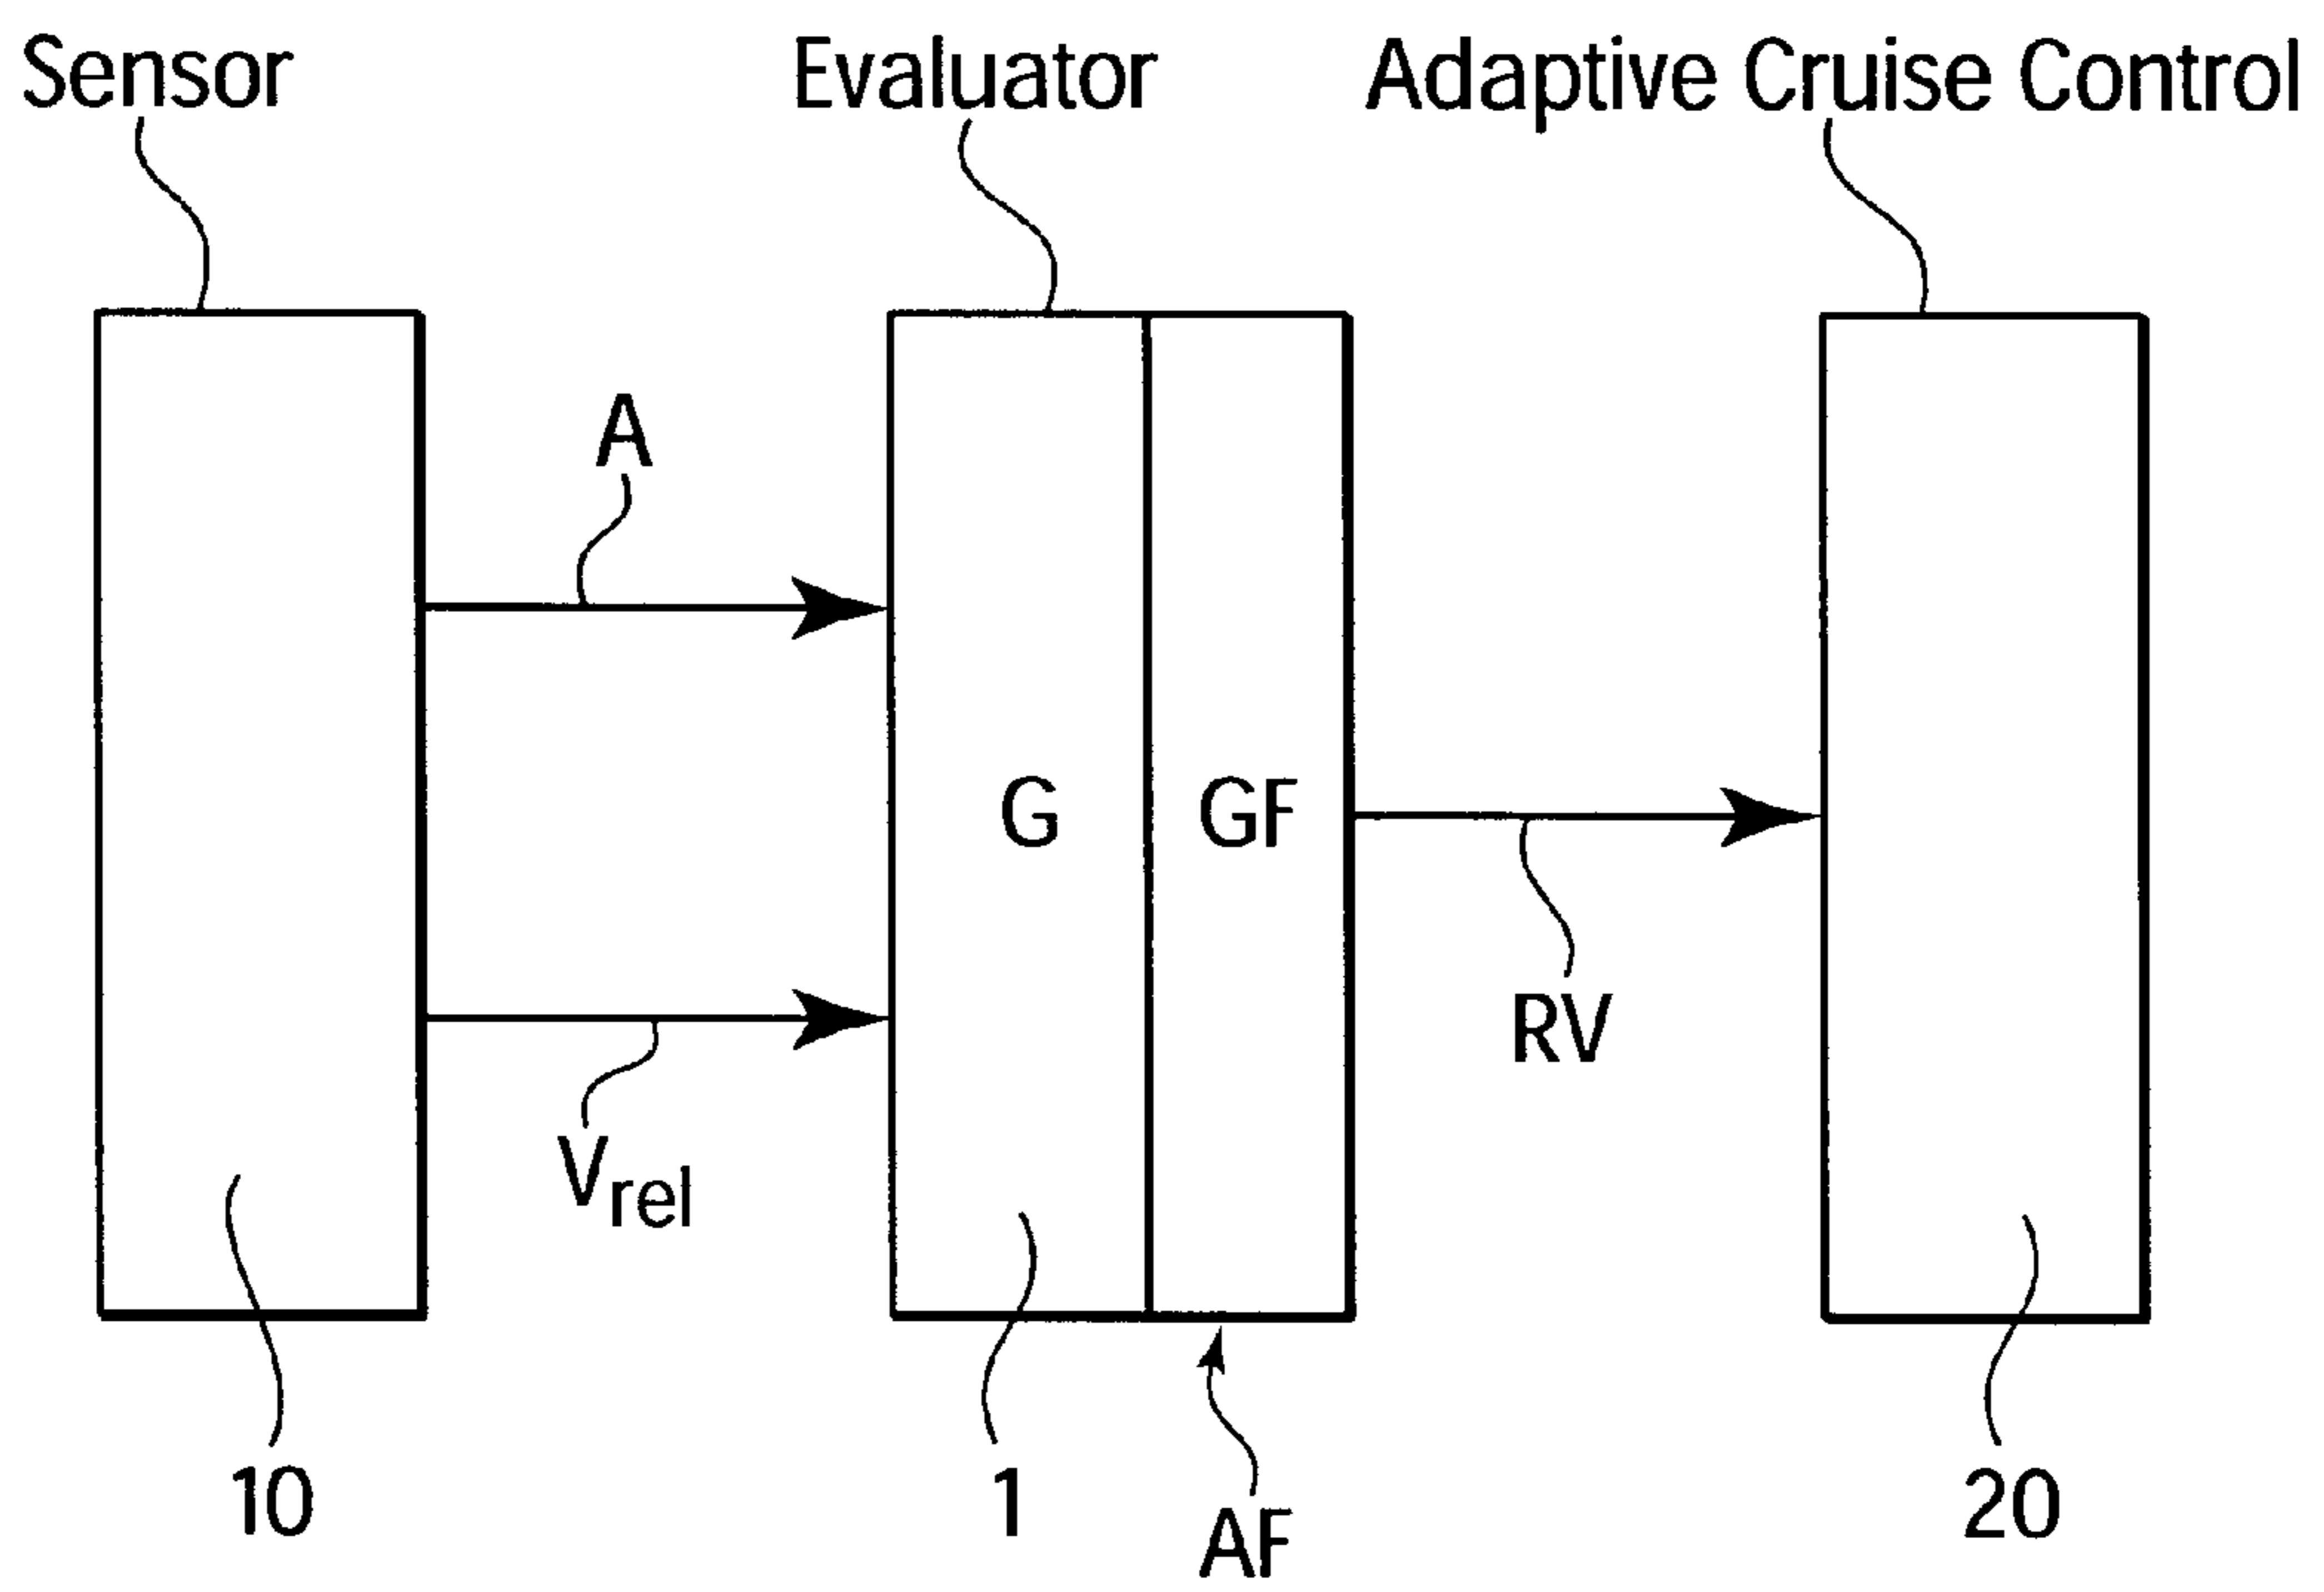 Sensor
Evaluator
Adaptive Cruise Control
A
G
GF
RV
Vrel
10
1
AF
20